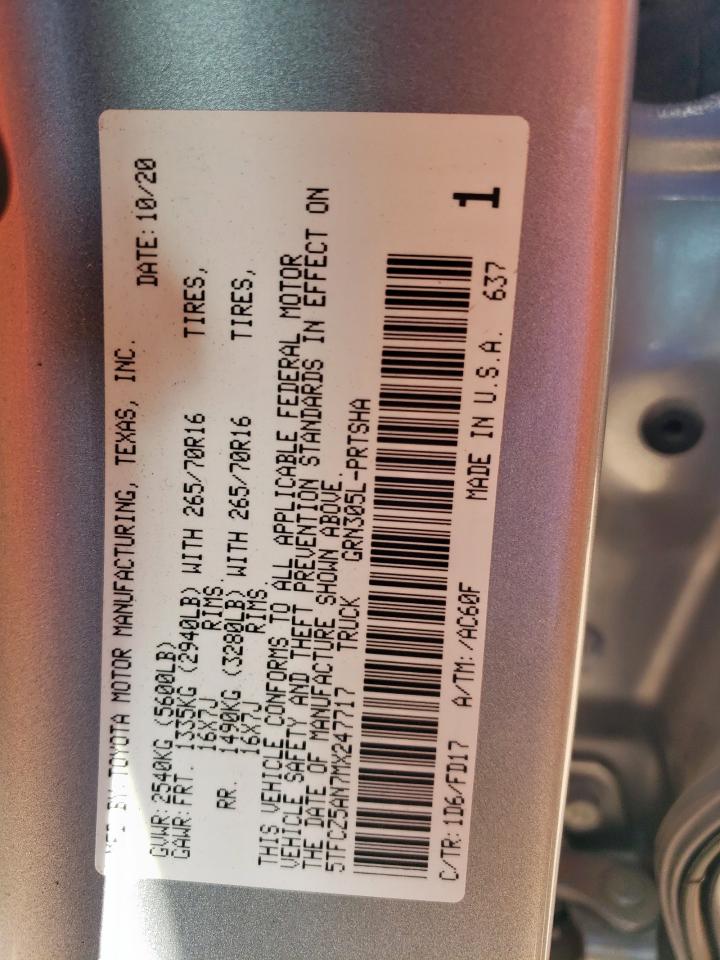 MFD BY: TOYOTA MOTOR MANUFACTURING, TEXAS, INC.
DATE: 10/20
GVWR: 2540KG (5600LB)
GAWR: FRT. 1335KG (2940LB) WITH 265/70R16 TIRES,
16X7J RIMS.
RR. 1490KG (3280LB) WITH 265/70R16 TIRES,
16X7J RIMS.
THIS VEHICLE CONFORMS TO ALL APPLICABLE FEDERAL MOTOR
VEHICLE SAFETY AND THEFT PREVENTION STANDARDS IN EFFECT ON
THE DATE OF MANUFACTURE SHOWN ABOVE.
5TFCZ5AN7MX247717 TRUCK GRN305L-PRTSHA
1
C/TR: 1D6/FD17 A/TM: /AC60F MADE IN U.S.A. 637